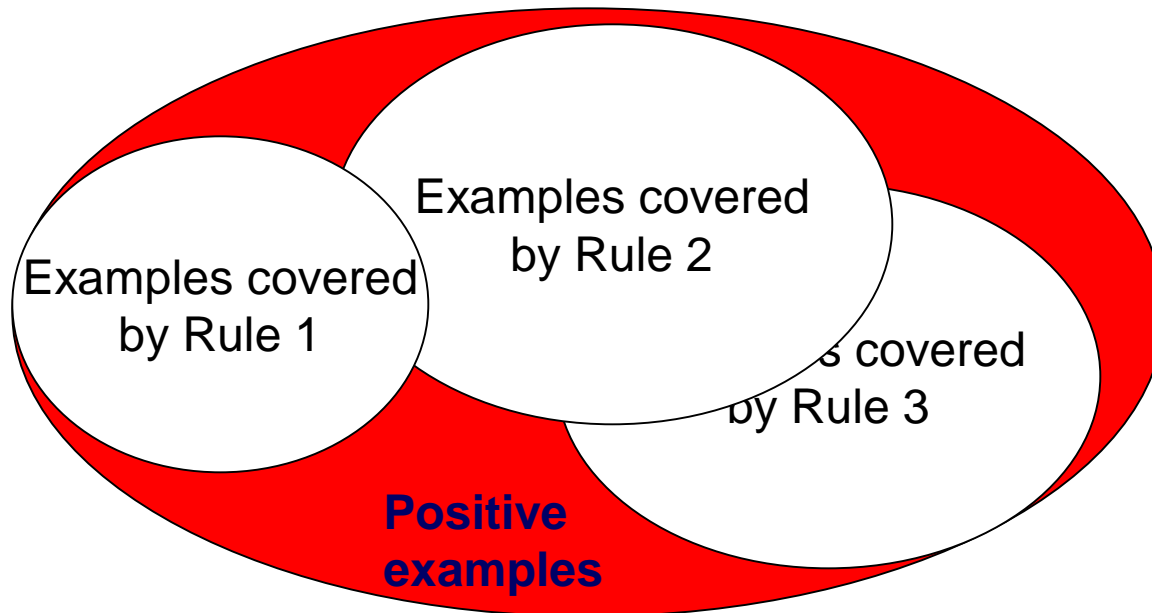 Examples covered
by Rule 2
Examples covered
by Rule 1
covered
by Rule 3
Positive
examples